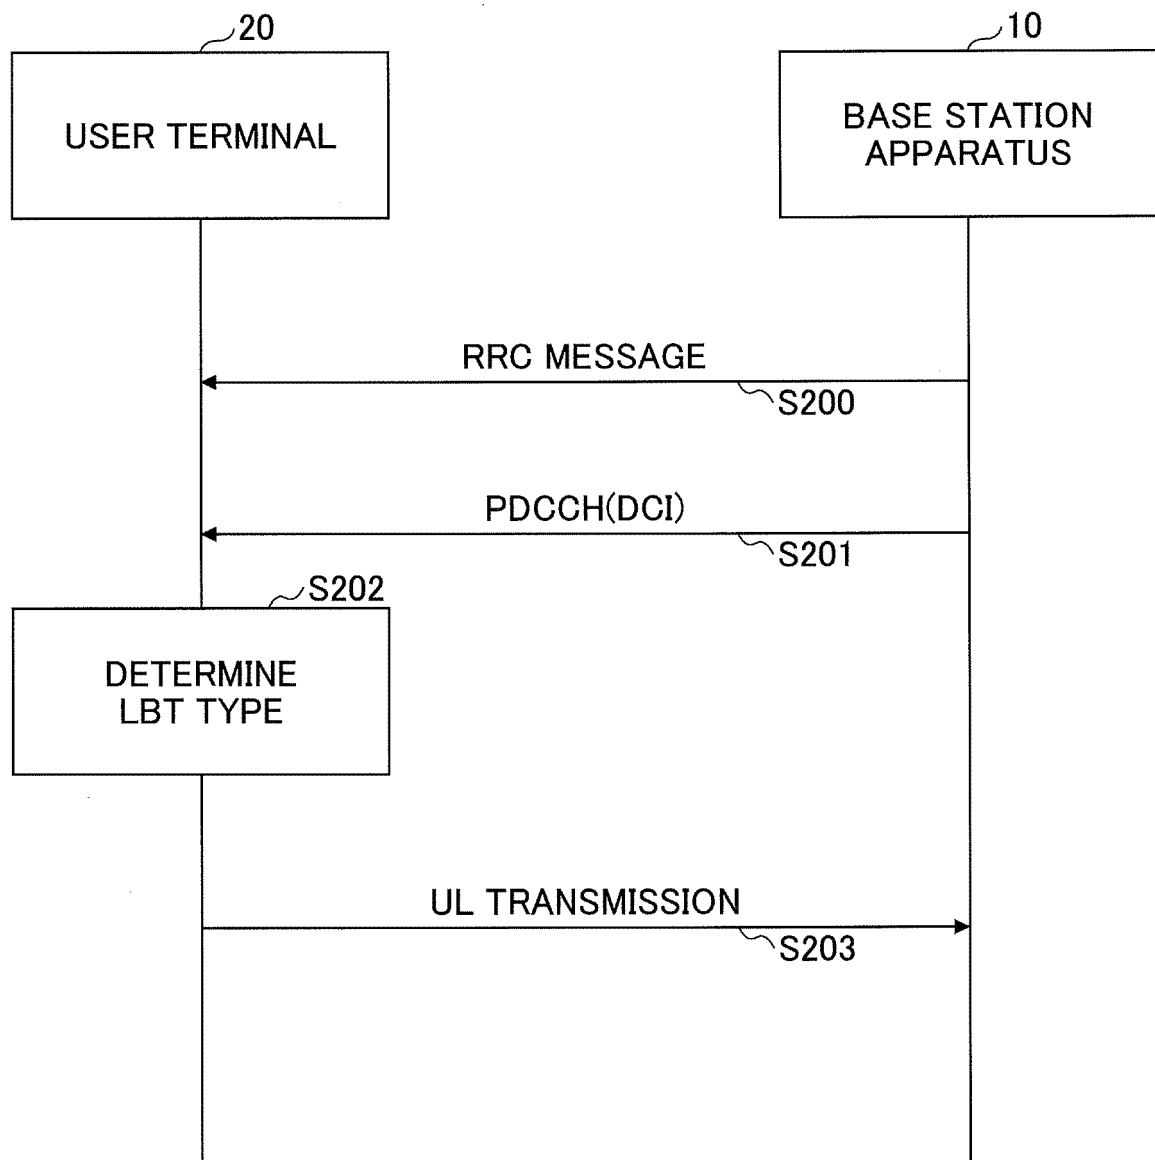 20
10
USER TERMINAL
BASE STATION
APPARATUS
RRC MESSAGE
S200
PDCCH(DCI)
S201
S202
DETERMINE
LBT TYPE
UL TRANSMISSION
S203